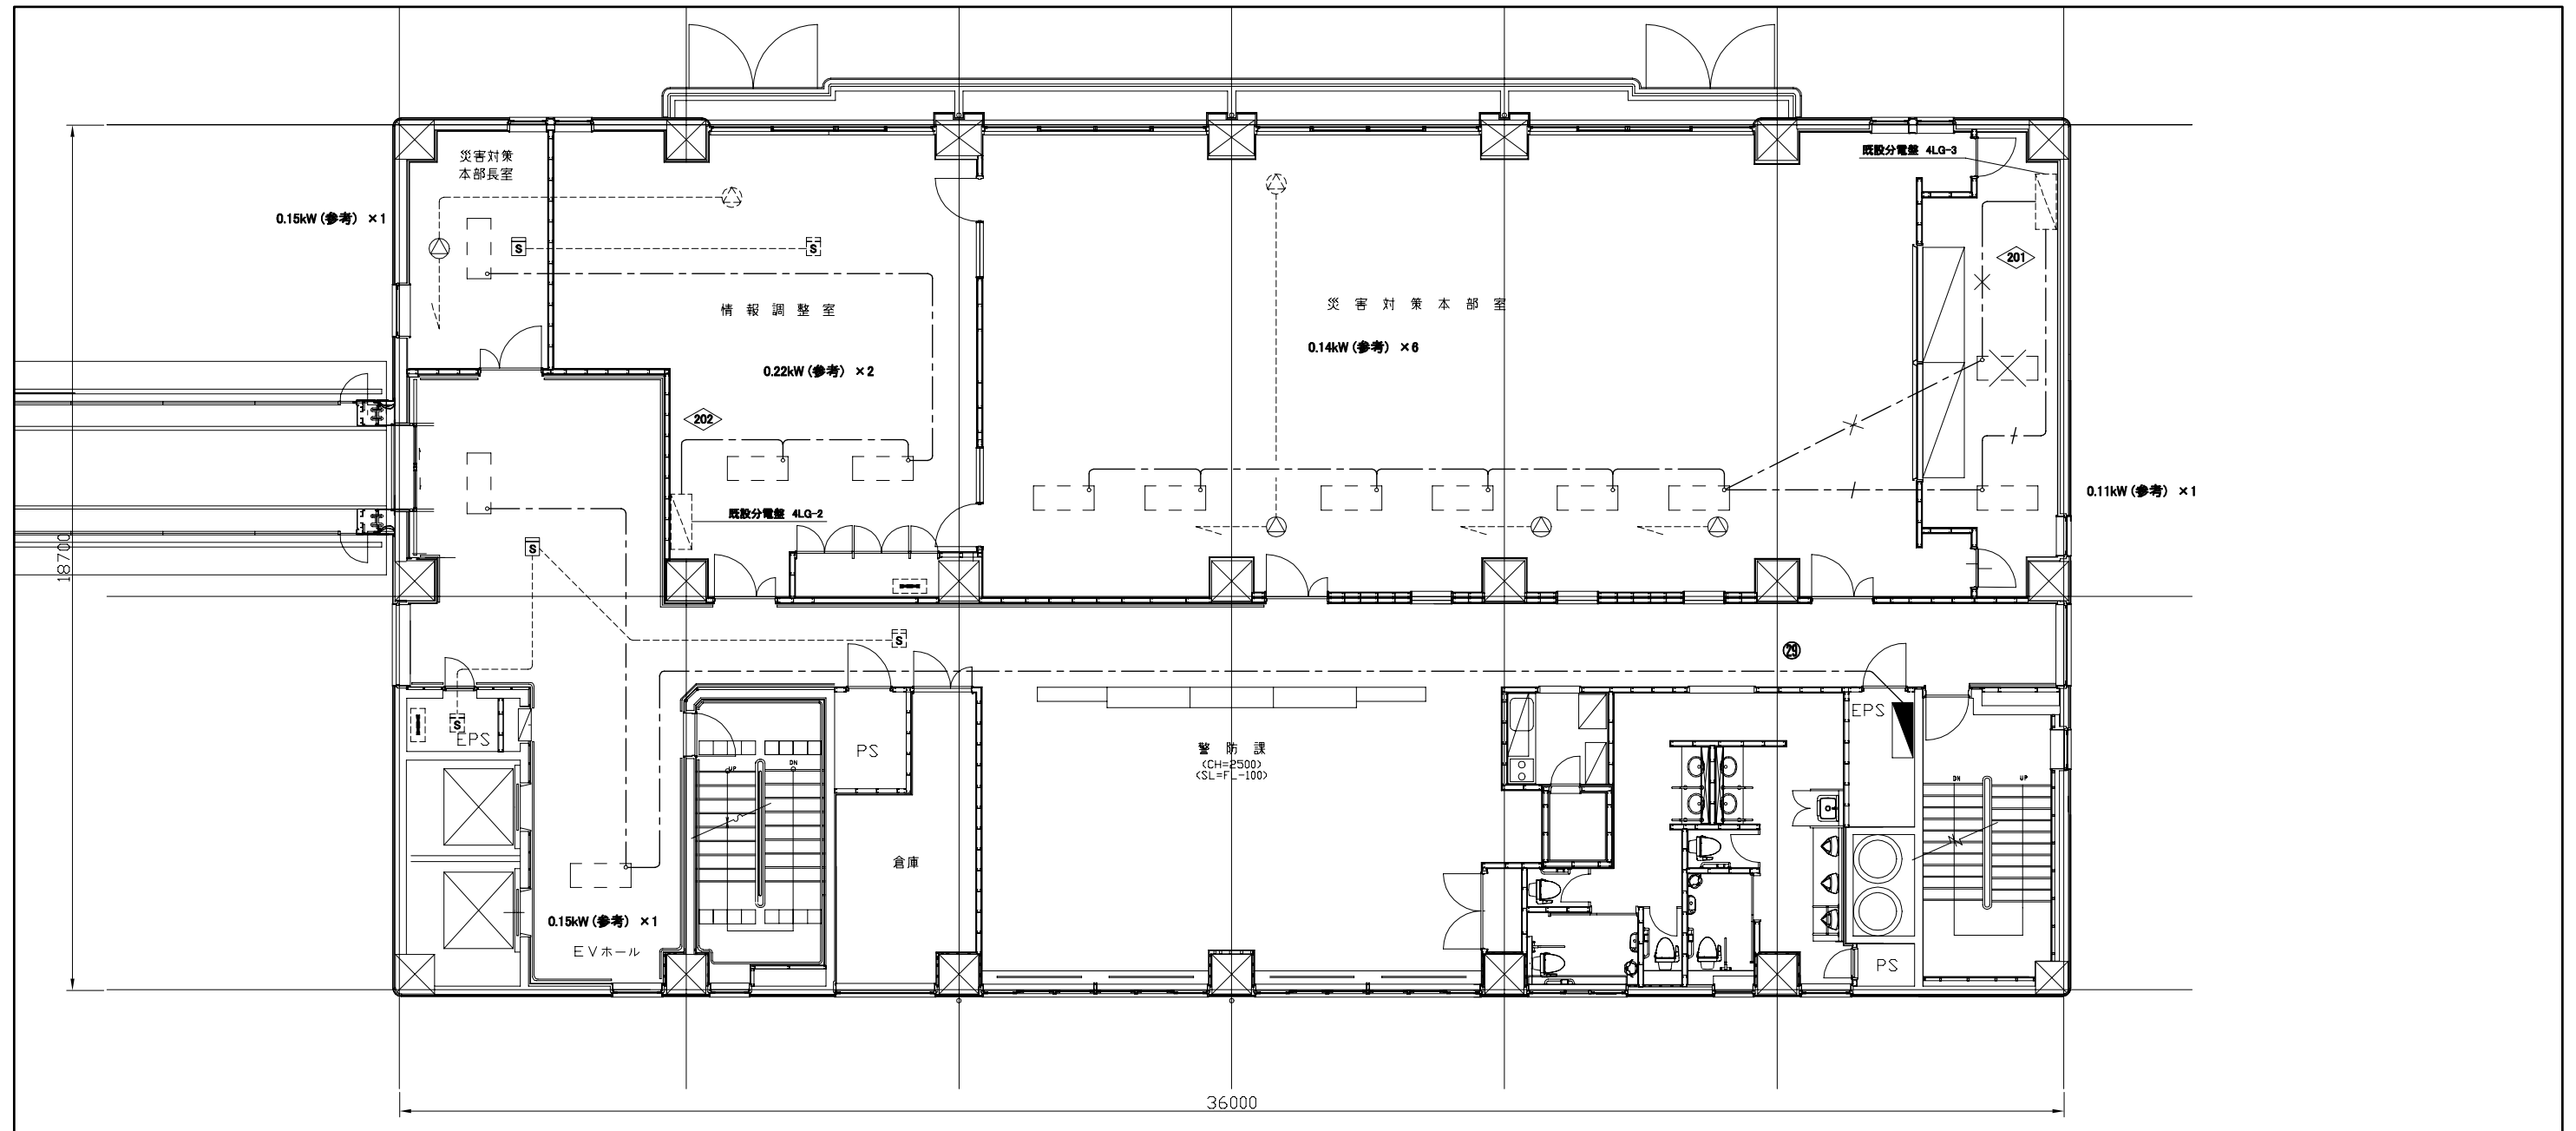 災害対策
本部長室
0.15kW（参考） ×1
S
S
既設分電盤 4LG-3
201
情報調整室
災害対策本部室
0.14kW（参考） ×6
0.22kW（参考） ×2
202
既設分電盤 4LG-2
0.11kW（参考） ×1
18700
S
S
29
S
EPS
EPS
PS
警防課
(CH=2500)
(SL=FL-100)
UP
DN
DN
UP
倉庫
0.15kW（参考） ×1
EVホール
PS
36000